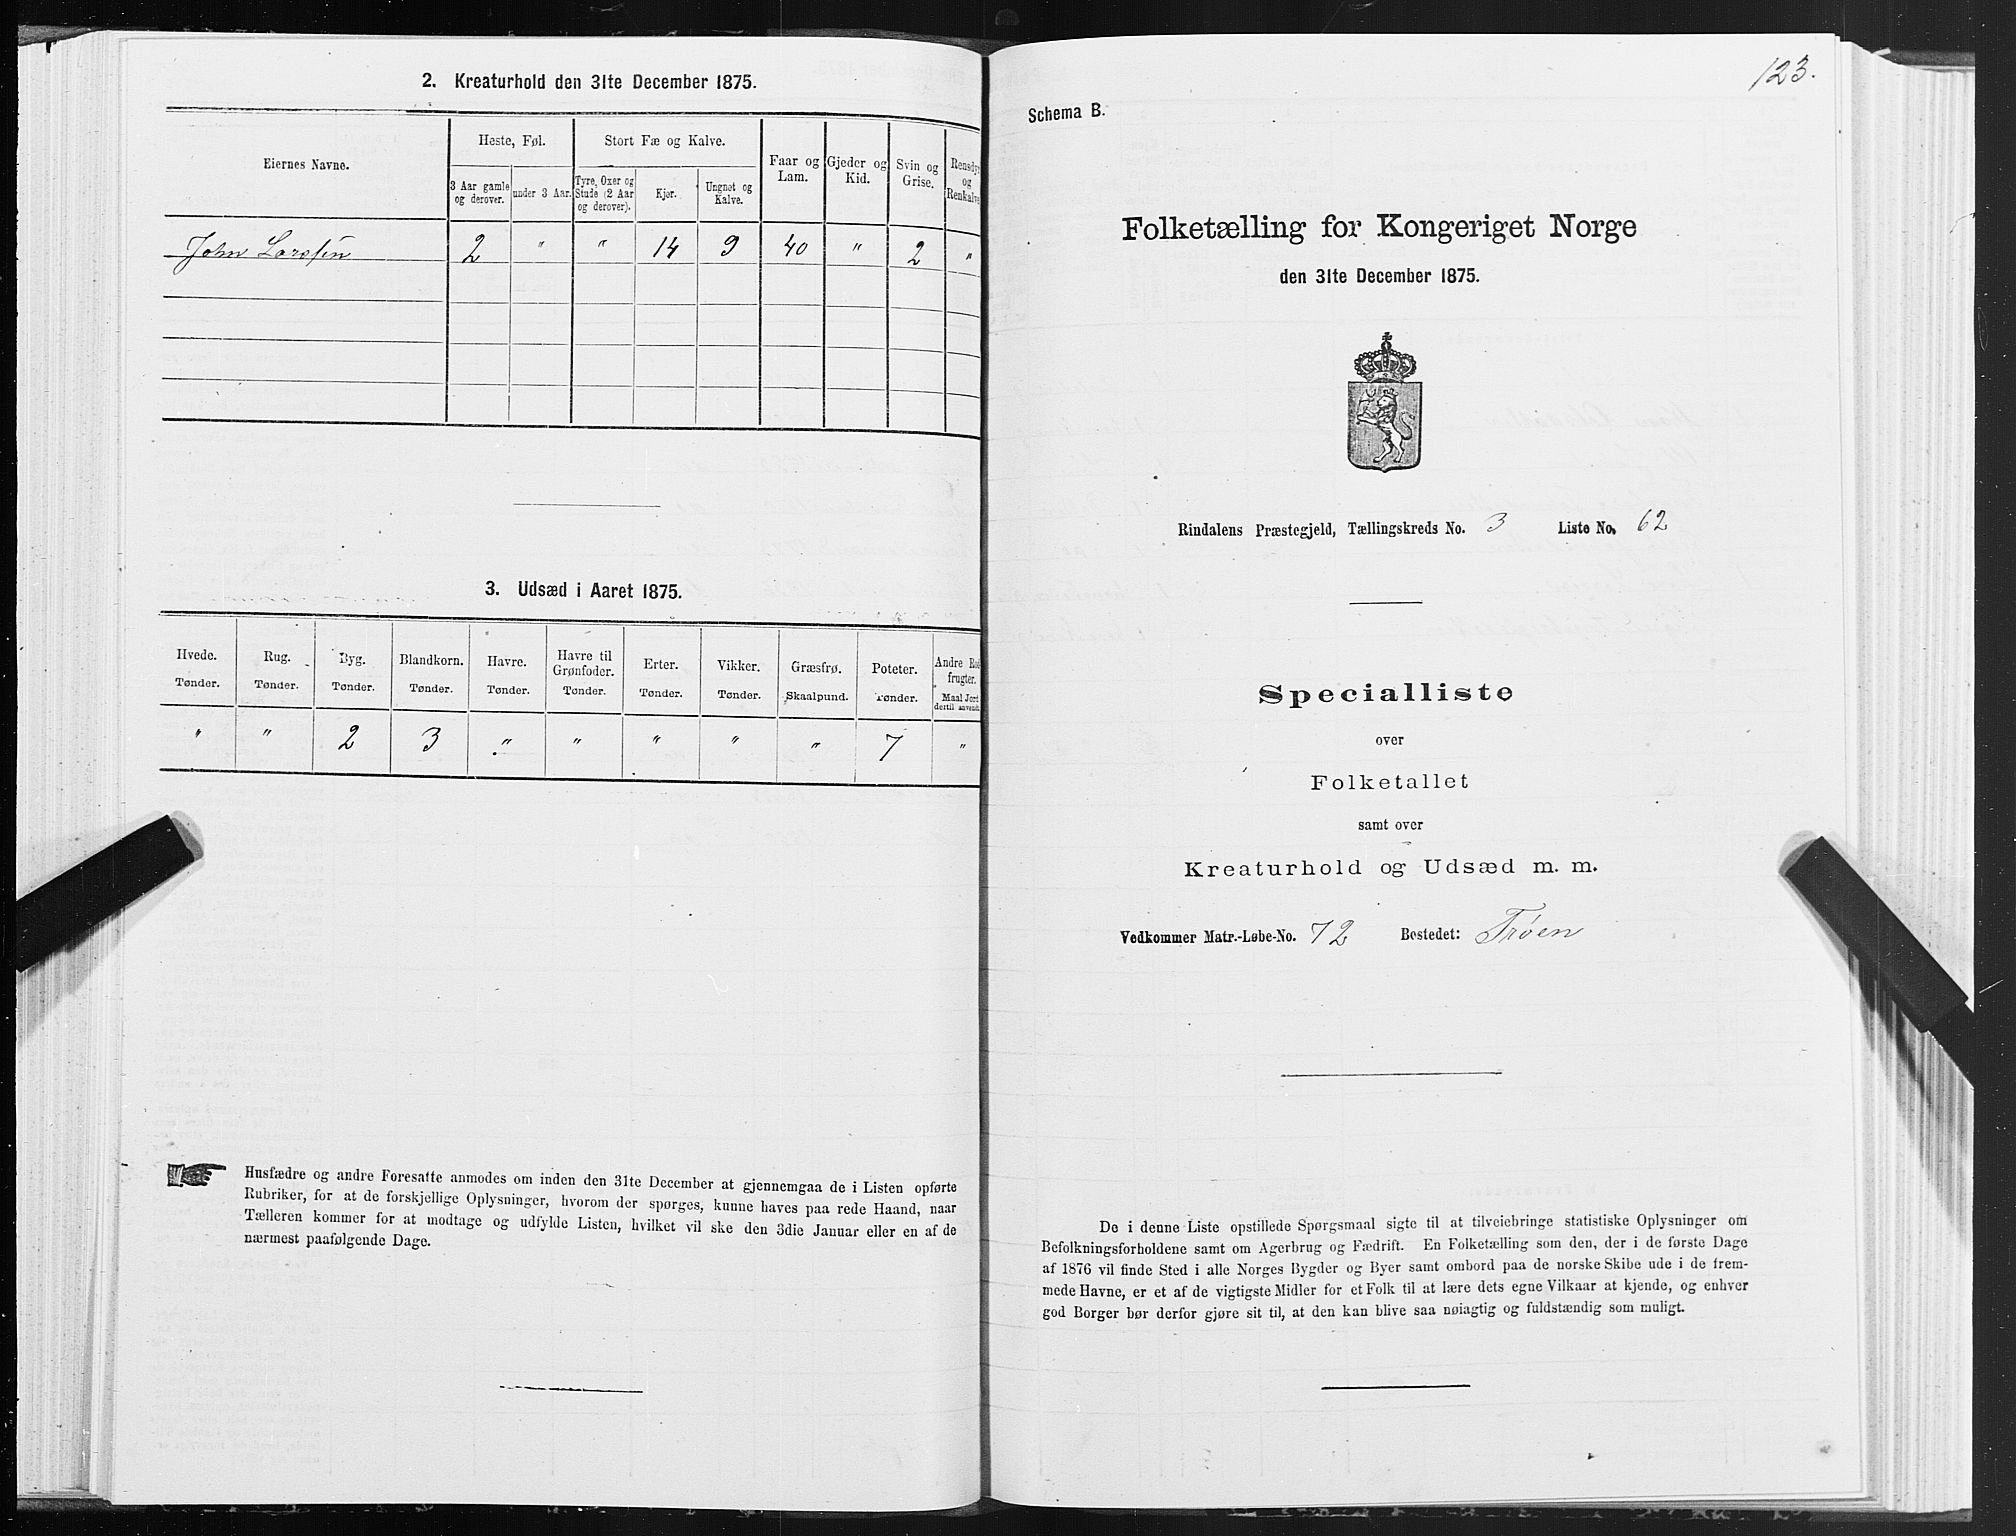 2. Kreaturhold den 31te December 1875.
Eiernes Navne.
Heste, Føl.
Stort Fæ og Kalve.
Faar og Lam.
Gjeder og Kid.
Svin og Grise.
Rensdyr og Renkalve
3 Aar gamle og derover.
under 3 Aar.
Tyre, Oxer og Stude (2 Aar og derover).
Kjør.
Ungnøt og Kalve.
John Larssen 2 " " 14 9 40 " 2 "
3. Udsæd i Aaret 1875.
Hvede. Rug. Byg. Blandkorn. Havre. Havre til Grønfoder. Erter. Vikker. Græsfrø. Poteter. Andre Rodfrugter.
Tønder. Tønder. Tønder. Tønder. Tønder. Tønder. Tønder. Tønder. Skaalpund. Tønder. Maal Jord dertil anvendt
" " 2 3 " " " " " 7 "
Husfædre og andre Foresatte anmodes om inden den 31te December at gjennemgaa de i Listen opførte
Rubriker, for at de forskjellige Oplysninger, hvorom der spørges, kunne haves paa rede Haand, naar
Tælleren kommer for at modtage og udfylde Listen, hvilket vil ske den 3die Januar eller en af de
nærmest paafølgende Dage.
123.
Schema B.
Folketælling for Kongeriget Norge
den 31te December 1875.
Rindalens Præstegjeld, Tællingskreds No. 3 Liste No. 62
Specialliste
over
Folketallet
samt over
Kreaturhold og Udsæd m. m.
Vedkommer Matr.-Løbe-No. 72 Bostedet: Trøen
De i denne Liste opstillede Spørgsmaal sigte til at tilveiebringe statistiske Oplysninger om
Befolkningsforholdene samt om Agerbrug og Fædrift. En Folketælling som den, der i de første Dage
af 1876 vil finde Sted i alle Norges Bygder og Byer samt ombord paa de norske Skibe ude i de frem-
mede Havne, er et af de vigtigste Midler for et Folk til at lære dets egne Vilkaar at kjende, og enhver
god Borger bør derfor gjøre sit til, at den kan blive saa nøiagtig og fuldstændig som muligt.